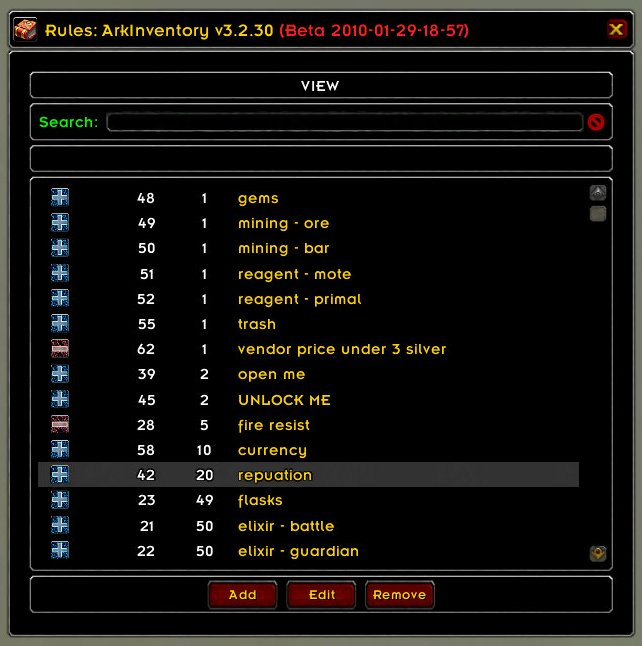 Rules: ArkInventory v3.2.30 (Beta 2010-01-29-18-57)
VIEW
Search:
48 1 gems
49 1 mining - ore
50 1 mining - bar
51 1 reagent - mote
52 1 reagent - primal
55 1 trash
62 1 vendor price under 3 silver
39 2 open me
45 2 UNLOCK ME
28 5 fire resist
58 10 currency
42 20 repuation
23 49 flasks
21 50 elixir - battle
22 50 elixir - guardian
Add Edit Remove